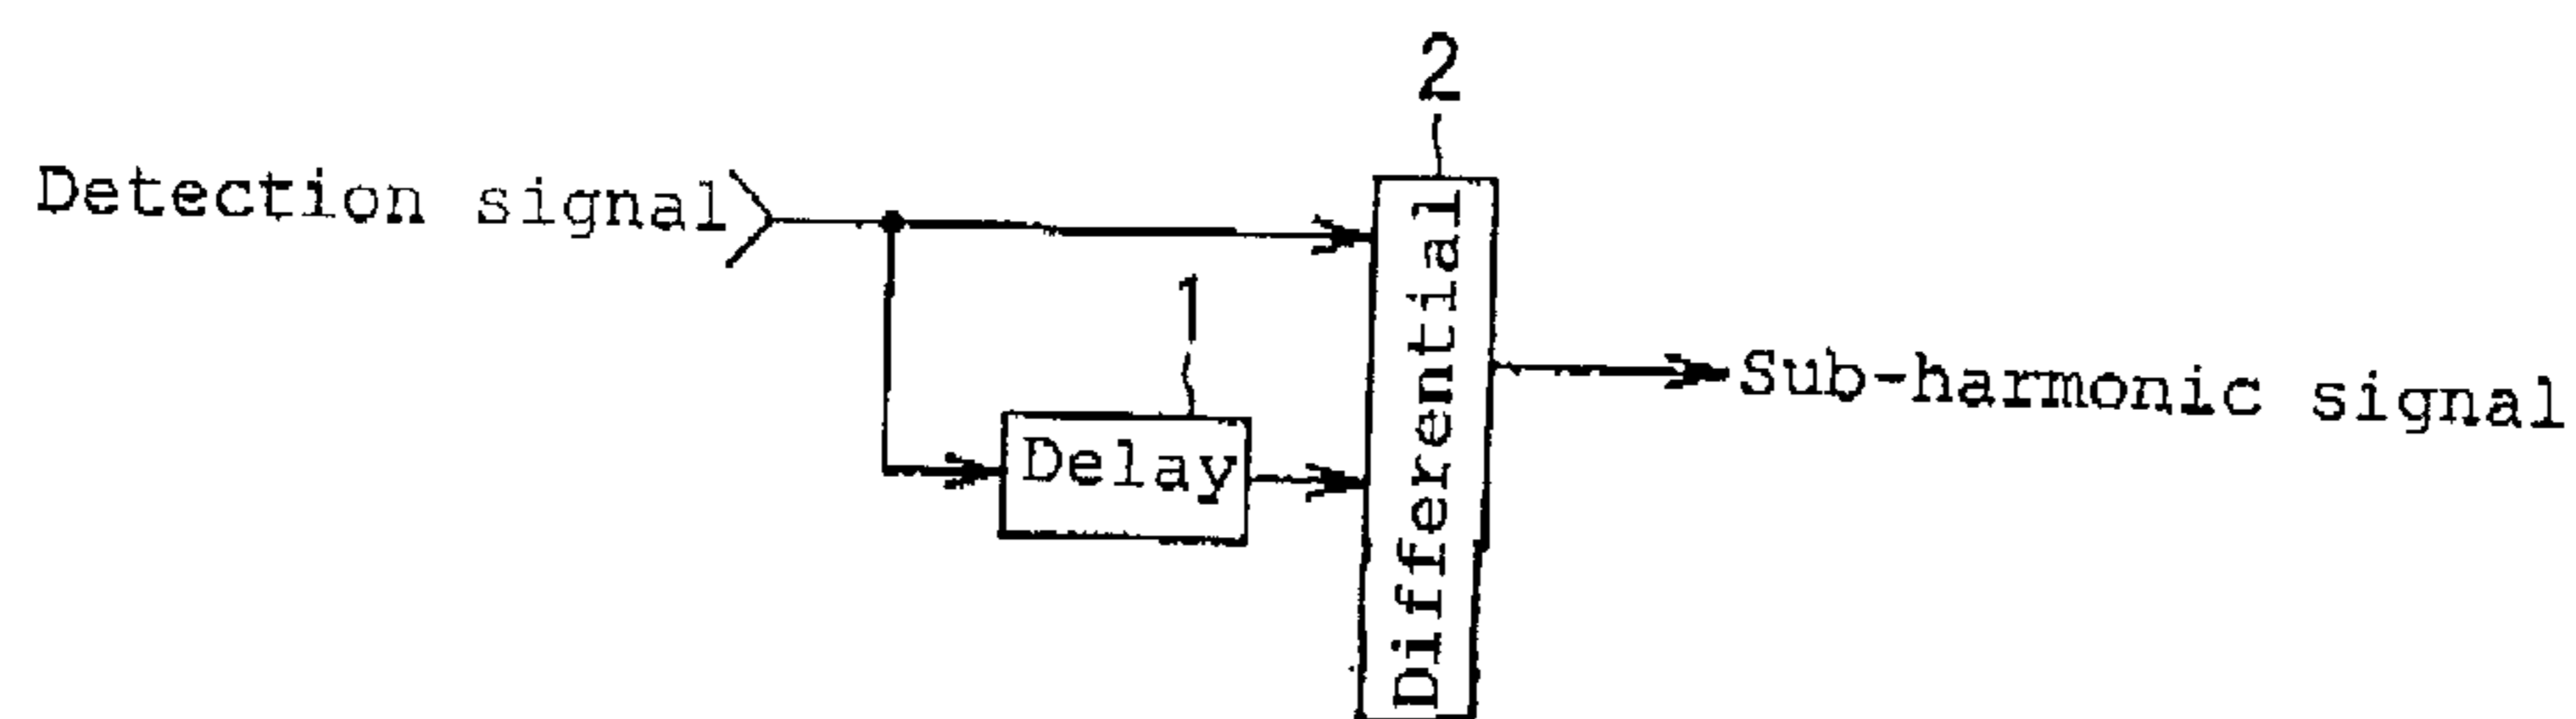 2
Detection signal
1
Delay
Differential
Sub-harmonic signal